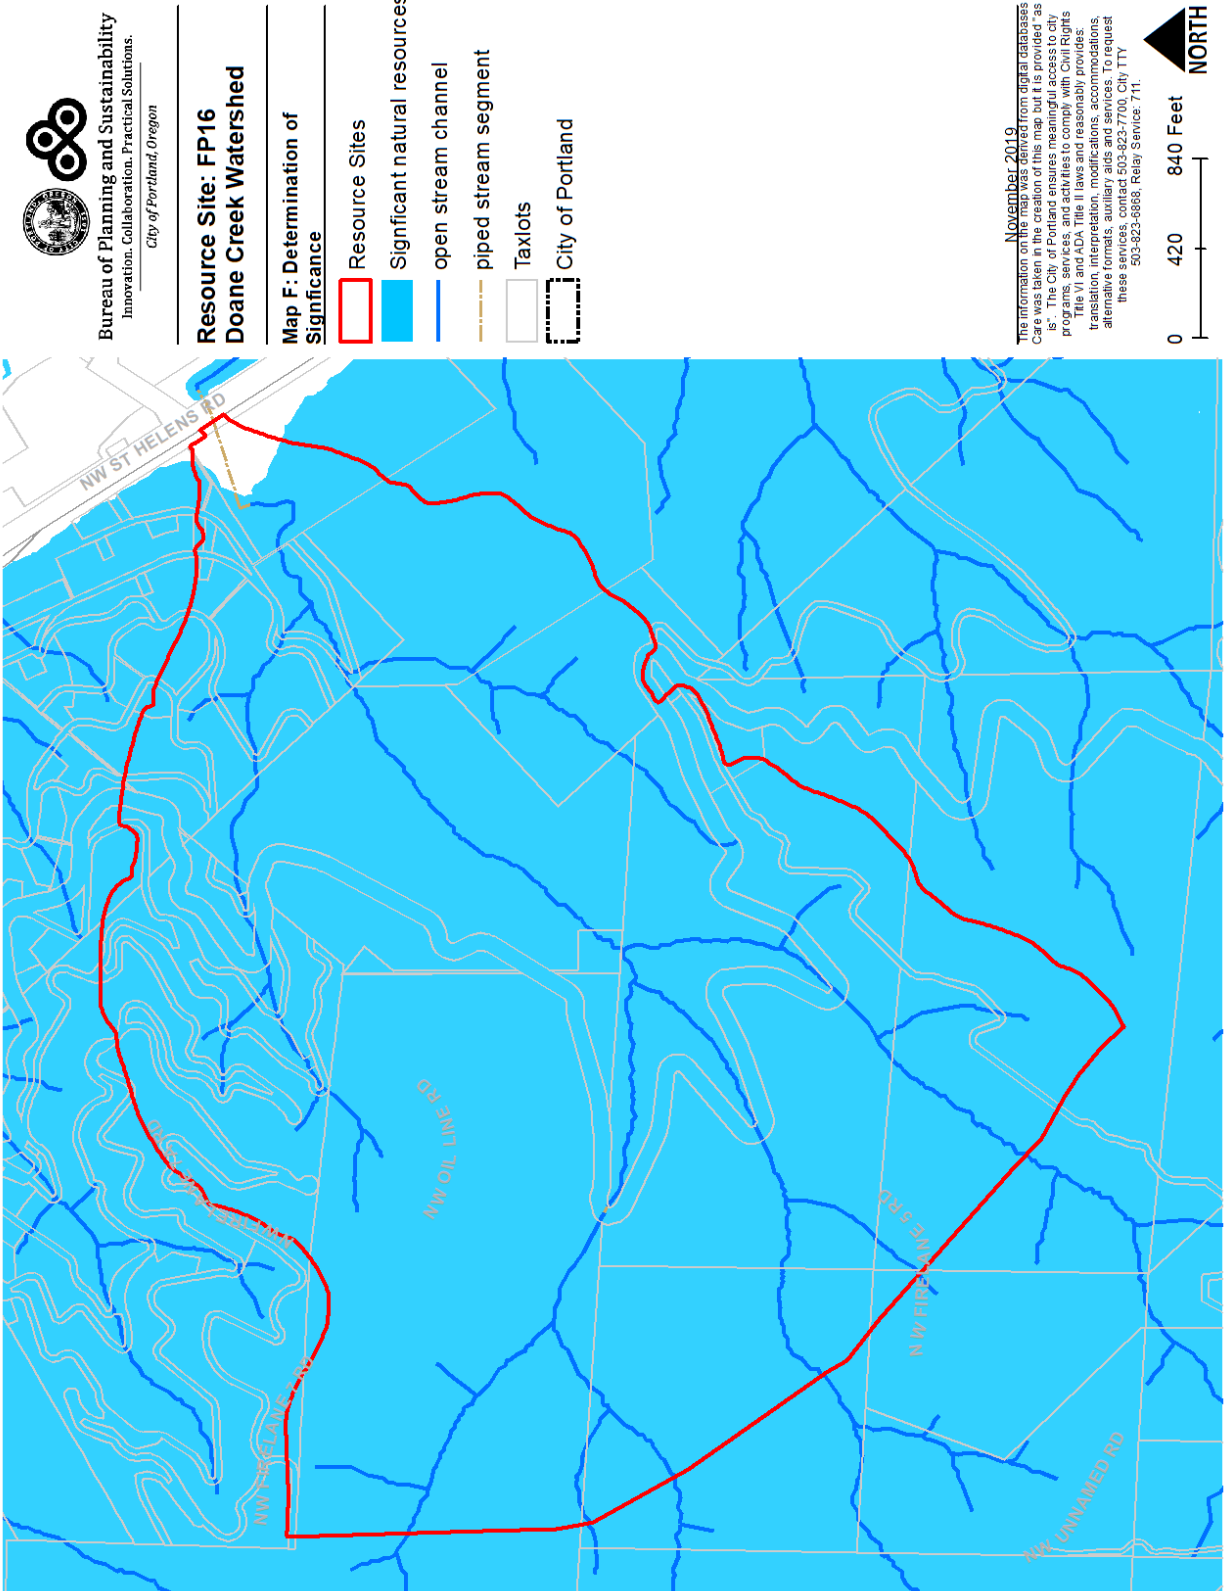 Bureau of Planning and Sustainability
Innovation. Collaboration. Practical Solutions.
City of Portland, Oregon
Resource Site: FP16
Doane Creek Watershed
Map F: Determination of
Signficance
Resource Sites
Signficant natural resources
open stream channel
piped stream segment
Taxlots
City of Portland
November 2019
The information on the map was derived from digital databases
Care was taken in the creation of this map but it is provided "as
is". The City of Portland ensures meaningful access to city
programs, services, and activities to comply with Civil Rights
Title VI and ADA Title II laws and reasonably provides:
translation, interpretation, modifications, accommodations,
alternative formats, auxiliary aids and services. To request
these services, contact 503-823-7700, City TTY
503-823-6868, Relay Service: 711.
0 420 840 Feet
NORTH
NW ST HELENS RD
NW OIL LINE RD
NW FIRELANE 7 RD
NW FIRELANE 5 RD
NW UNNAMED RD